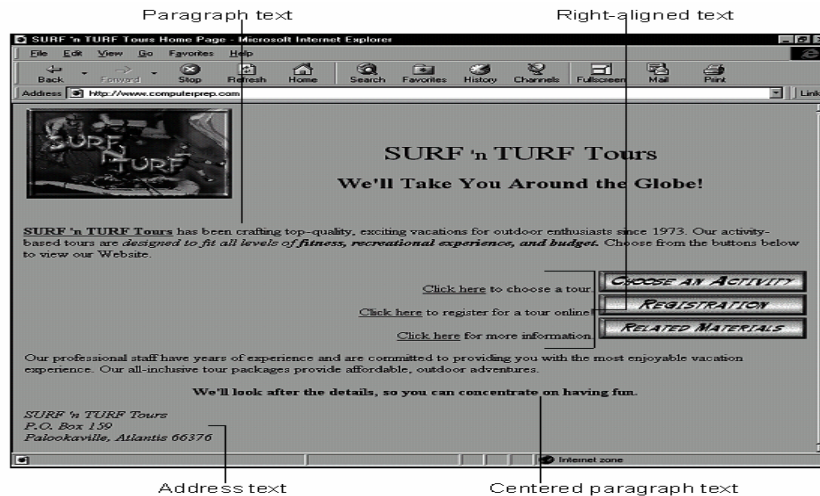 Paragraph text Right-aligned text
SURF 'n TURF Tours Home Page - Microsoft Internet Explorer
File Edit View Go Favorites Help
Back Forward Stop Refresh Home Search Favorites History Channels Fullscreen Mail Print
Address http://www.computerprep.com Link
SURF
'N
TURF
SURF 'n TURF Tours
We'll Take You Around the Globe!
SURF 'n TURF Tours has been crafting top-quality, exciting vacations for outdoor enthusiasts since 1973. Our activity-
based tours are designed to fit all levels of fitness, recreational experience, and budget. Choose from the buttons below
to view our Website.
Click here to choose a tour. CHOOSE AN ACTIVITY
Click here to register for a tour online! REGISTRATION
Click here for more information. RELATED MATERIALS
Our professional staff have years of experience and are committed to providing you with the most enjoyable vacation
experience. Our all-inclusive tour packages provide affordable, outdoor adventures.
We'll look after the details, so you can concentrate on having fun.
SURF 'n TURF Tours
P.O. Box 159
Palookaville, Atlantis 66376
Internet zone
Address text Centered paragraph text